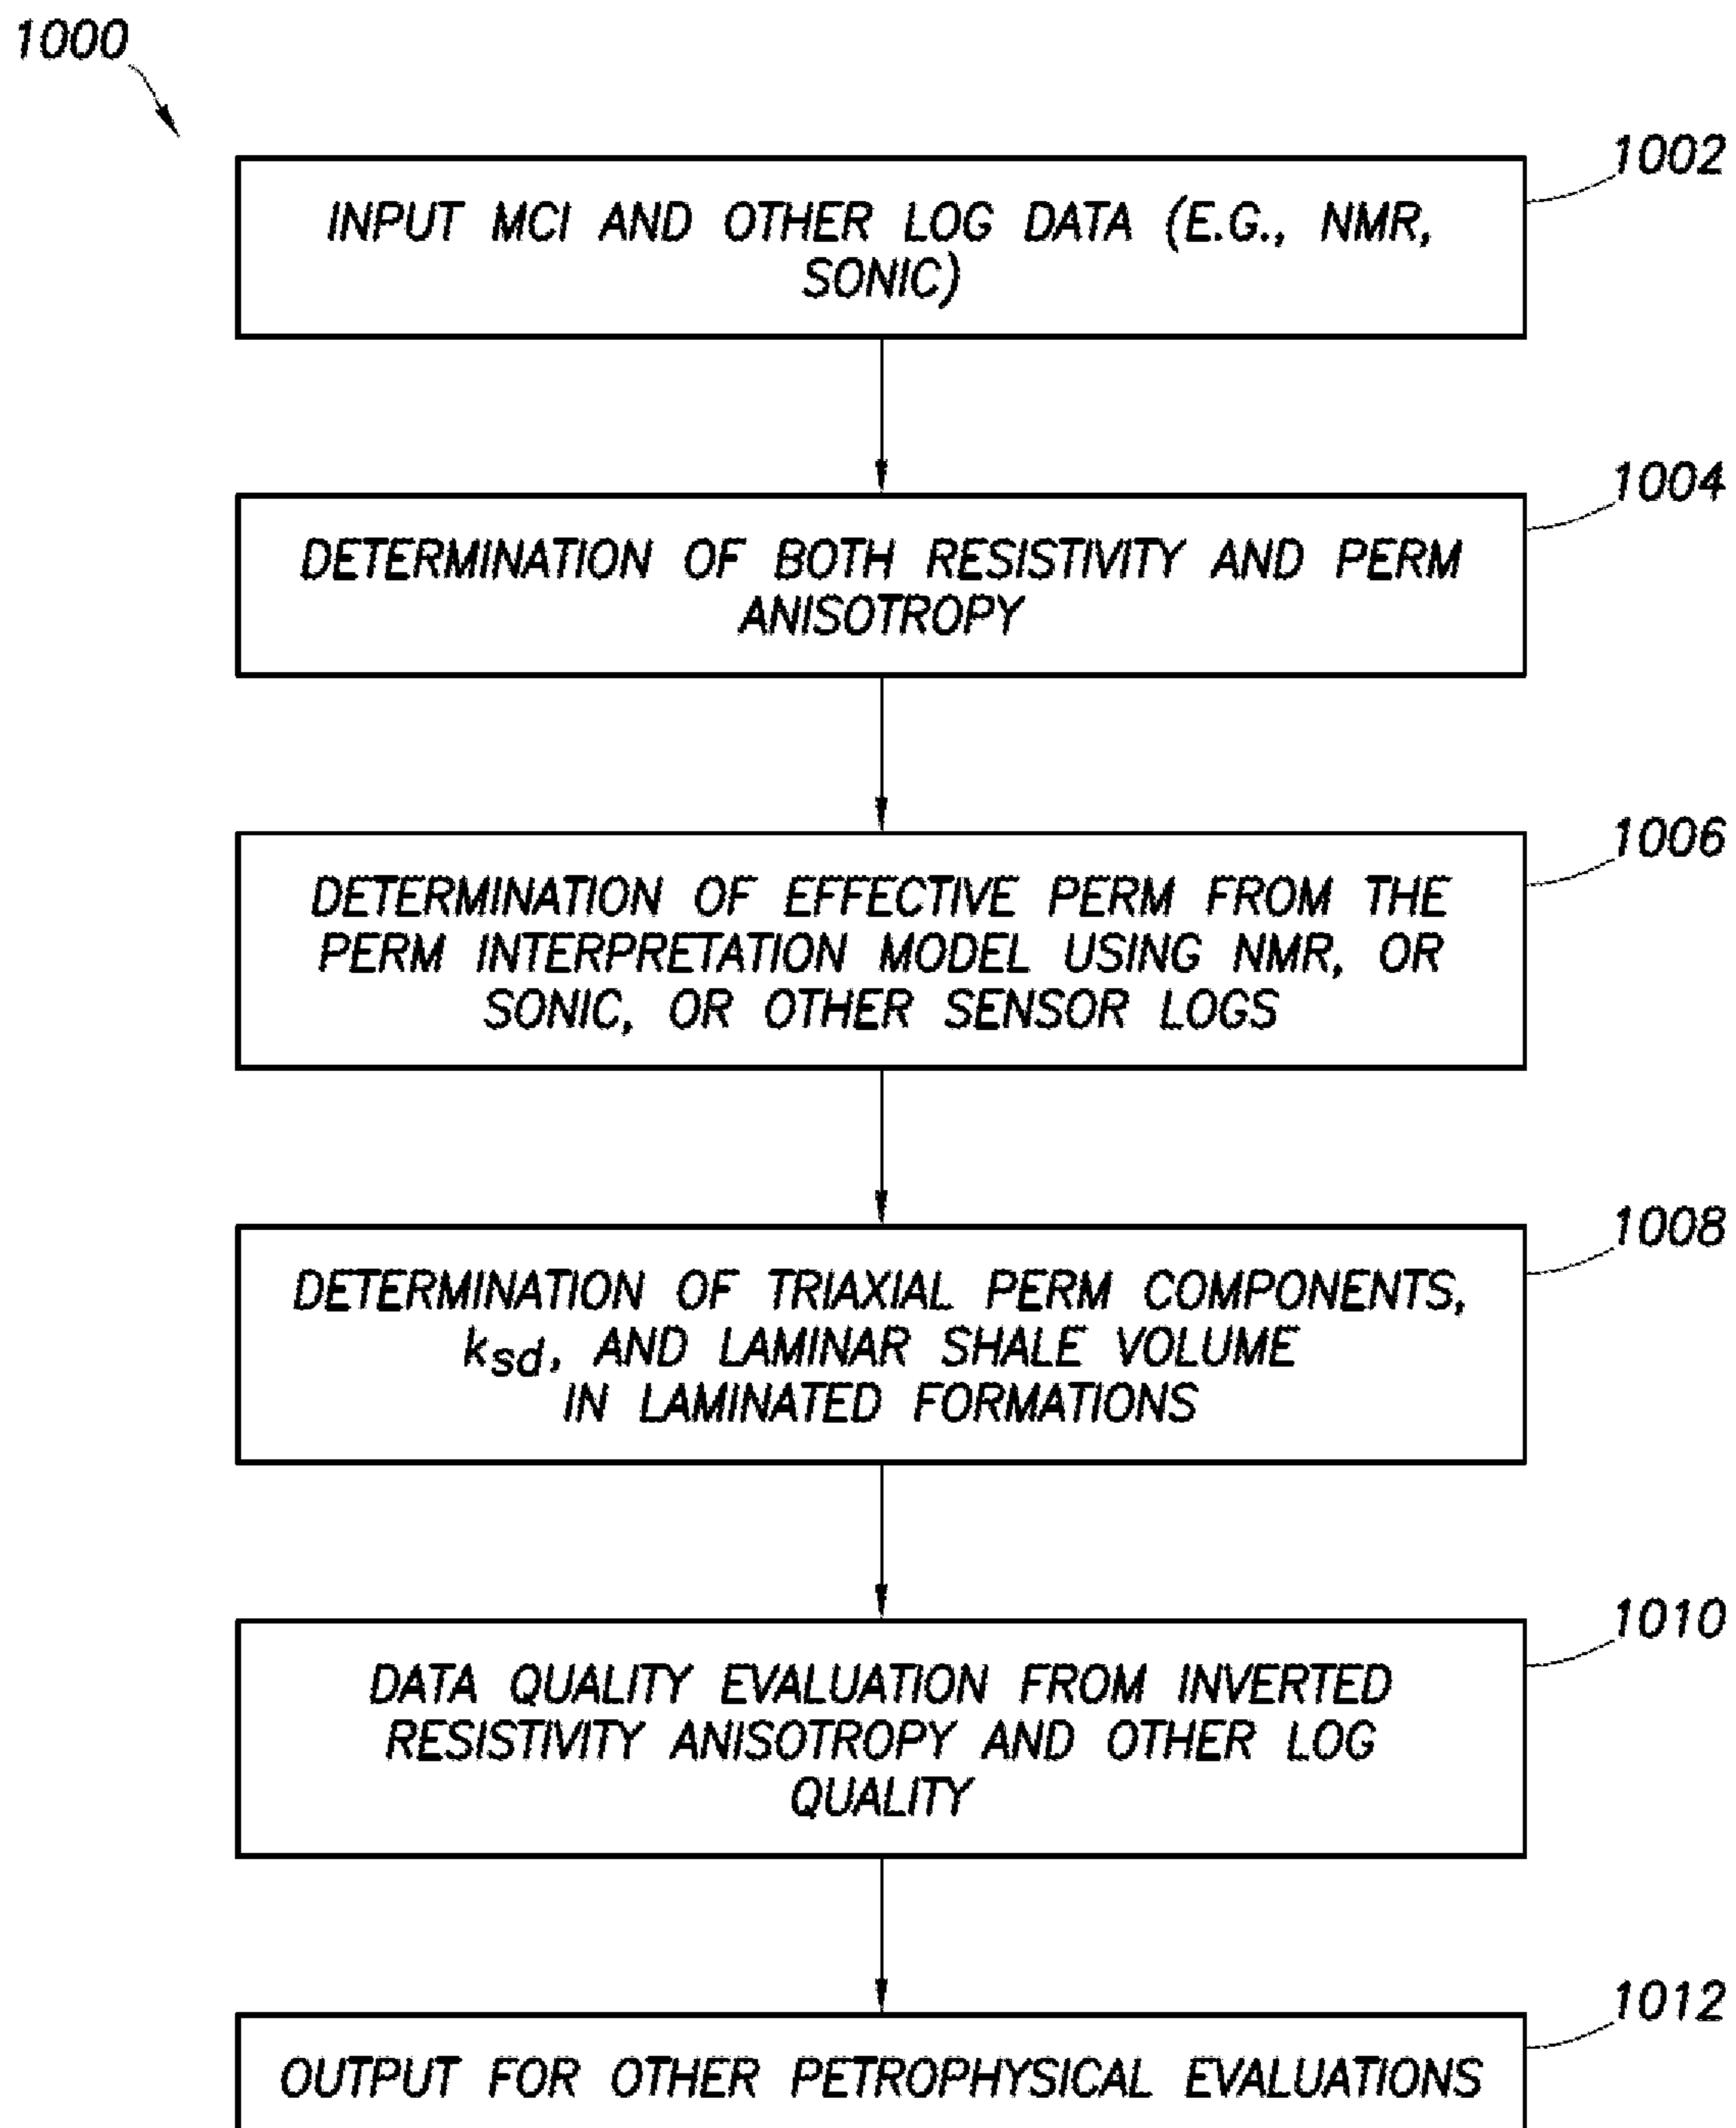 1000
1002
INPUT MCI AND OTHER LOG DATA (E.G., NMR,
SONIC)
1004
DETERMINATION OF BOTH RESISTIVITY AND PERM
ANISOTROPY
1006
DETERMINATION OF EFFECTIVE PERM FROM THE
PERM INTERPRETATION MODEL USING NMR, OR
SONIC, OR OTHER SENSOR LOGS
1008
DETERMINATION OF TRIAXIAL PERM COMPONENTS,
ksd, AND LAMINAR SHALE VOLUME
IN LAMINATED FORMATIONS
1010
DATA QUALITY EVALUATION FROM INVERTED
RESISTIVITY ANISOTROPY AND OTHER LOG
QUALITY
1012
OUTPUT FOR OTHER PETROPHYSICAL EVALUATIONS